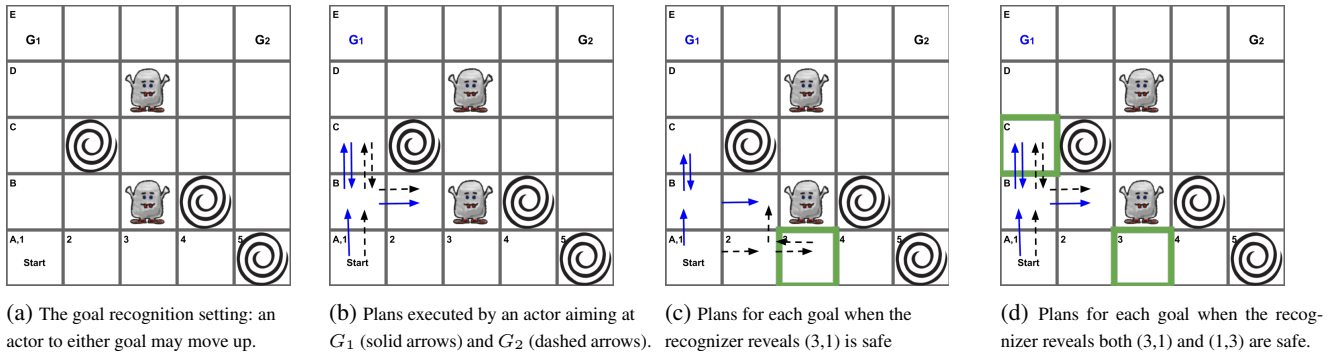 E
G1 G2
D
C
B
A,1 2 3 4 5
Start
(a) The goal recognition setting: an
actor to either goal may move up.
E
G1 G2
D
C
B
A,1 2 3 4 5
Start
(b) Plans executed by an actor aiming at
G1 (solid arrows) and G2 (dashed arrows).
E
G1 G2
D
C
B
A,1 2 3 4 5
Start
(c) Plans for each goal when the
recognizer reveals (3,1) is safe
E
G1 G2
D
C
B
A,1 2 3 4 5
Start
(d) Plans for each goal when the recog-
nizer reveals both (3,1) and (1,3) are safe.